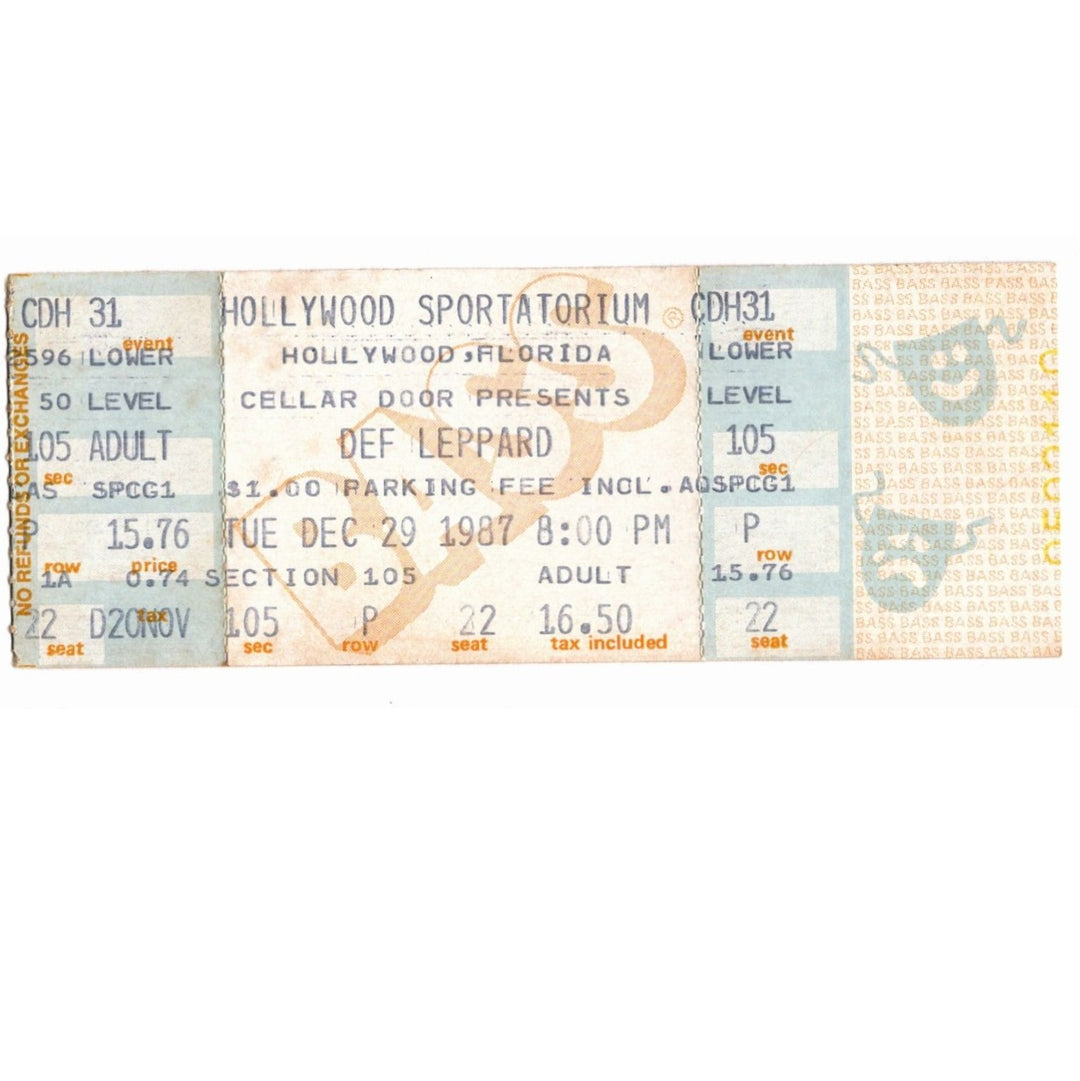 NO REFUNDS OR EXCHANGES
CDH 31
event
596 LOWER
50 LEVEL
105 ADULT
sec
AS SPCG1
P 15.76
row price
1A 0.74
tax
22 D20NOV
seat
BASS
HOLLYWOOD SPORTATORIUM
HOLLYWOOD,FLORIDA
CELLAR DOOR PRESENTS
DEF LEPPARD
$1.00 PARKING FEE INCL.
TUE DEC 29 1987 8:00 PM
SECTION 105 ADULT
105 P 22 16.50
sec row seat tax included
CDH31
event
LOWER
LEVEL
105
sec
AQSPCG1
P
row
15.76
22
seat